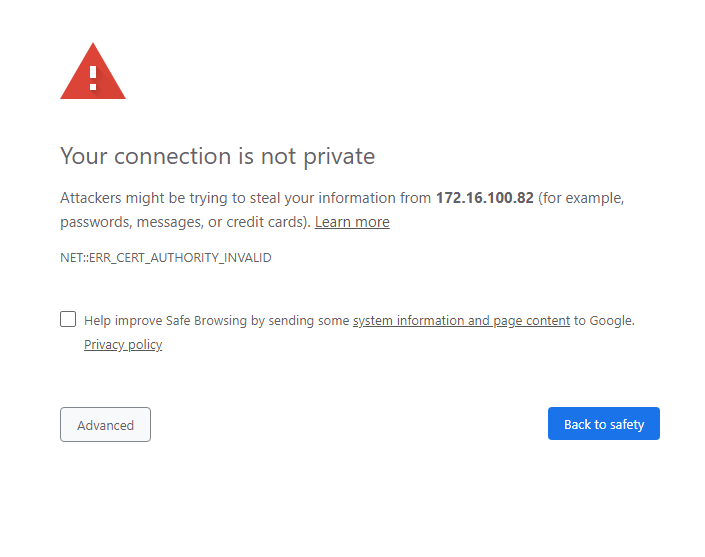 Your connection is not private
Attackers might be trying to steal your information from 172.16.100.82 (for example,
passwords, messages, or credit cards). Learn more
NET::ERR_CERT_AUTHORITY_INVALID
Help improve Safe Browsing by sending some system information and page content to Google.
Privacy policy
Advanced
Back to safety